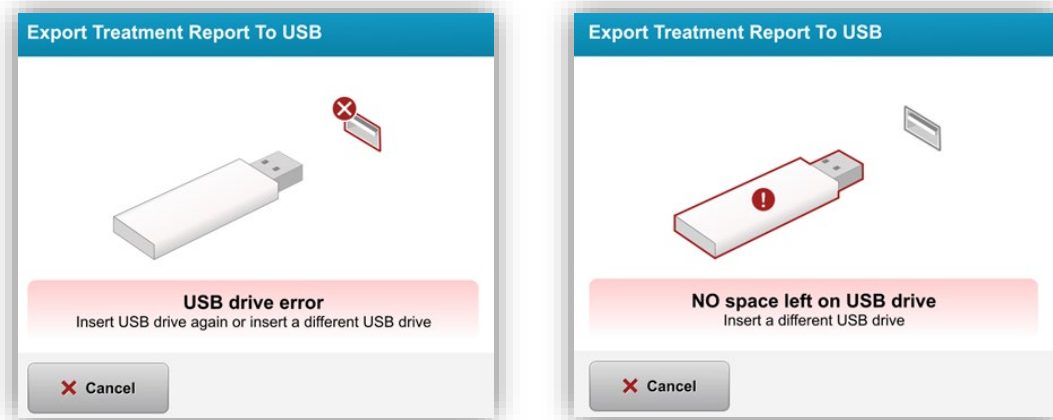 Export Treatment Report To USB
USB drive error
Insert USB drive again or insert a different USB drive
Cancel
Export Treatment Report To USB
NO space left on USB drive
Insert a different USB drive
Cancel